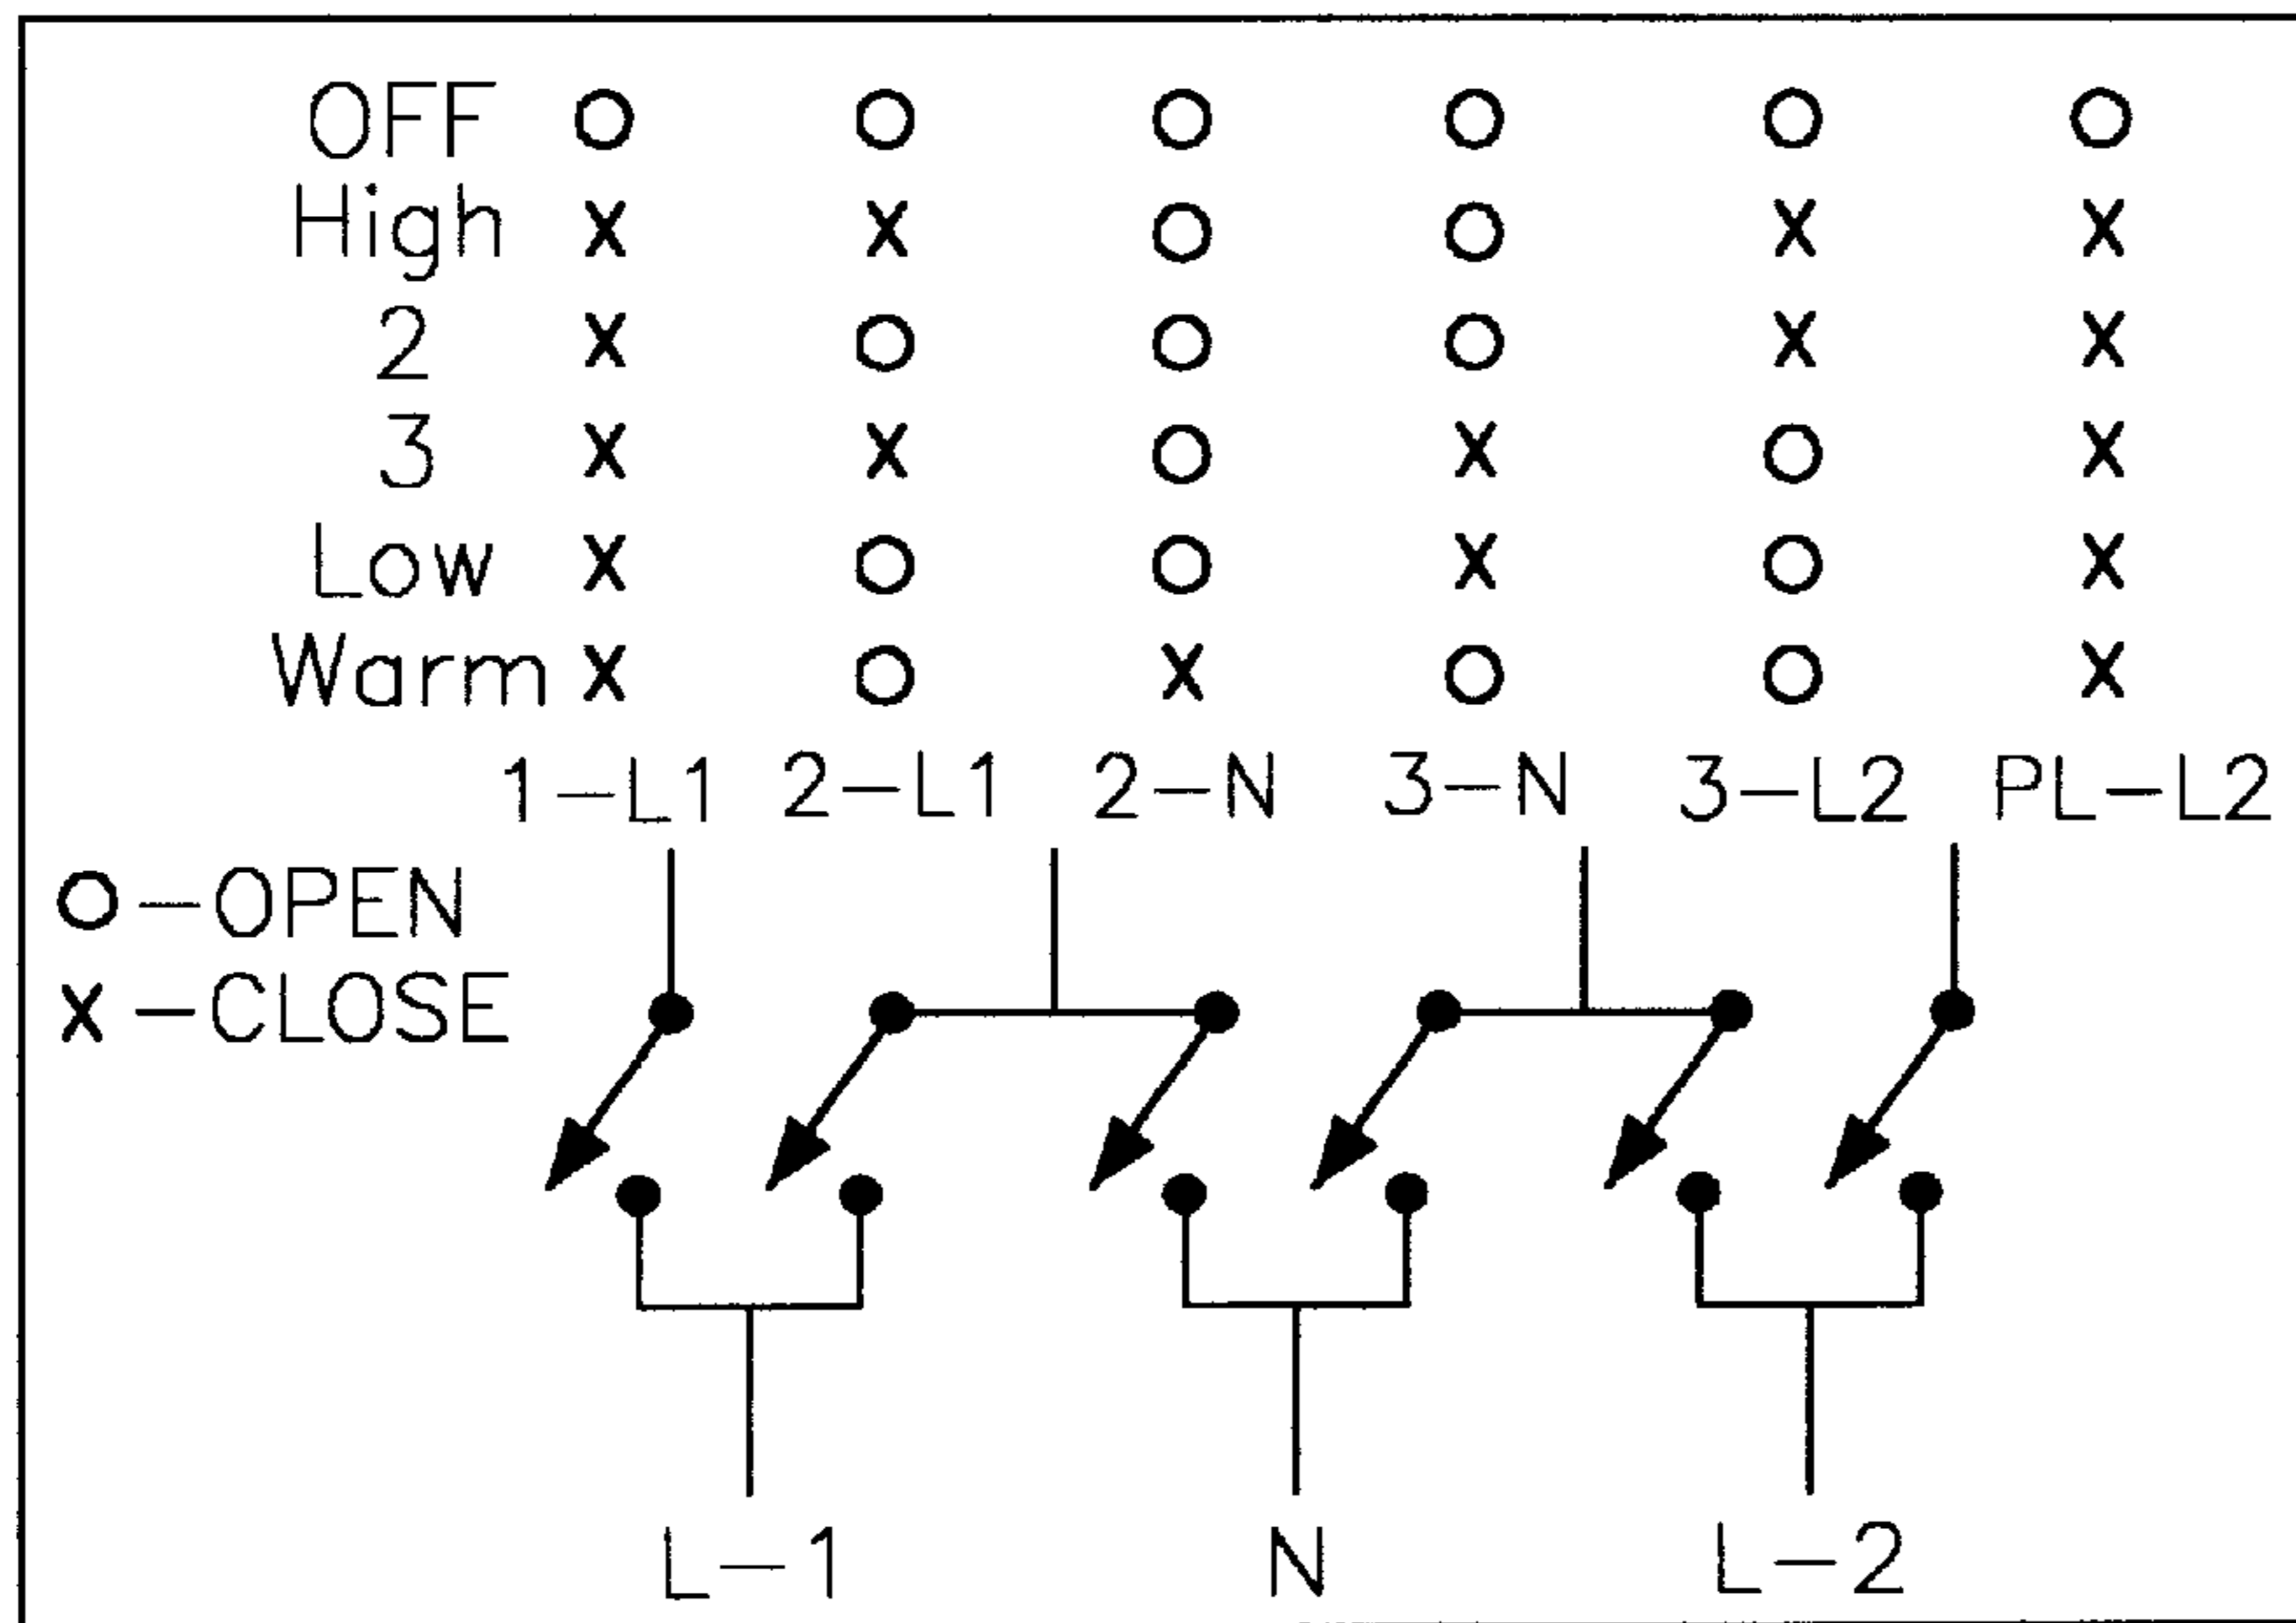 OFF O O O O O O
High X X O O X X
2 X O O O X X
3 X X O X O X
Low X O O X O X
Warm X O X O O X
1-L1 2-L1 2-N 3-N 3-L2 PL-L2
O-OPEN
X-CLOSE
L-1 N L-2